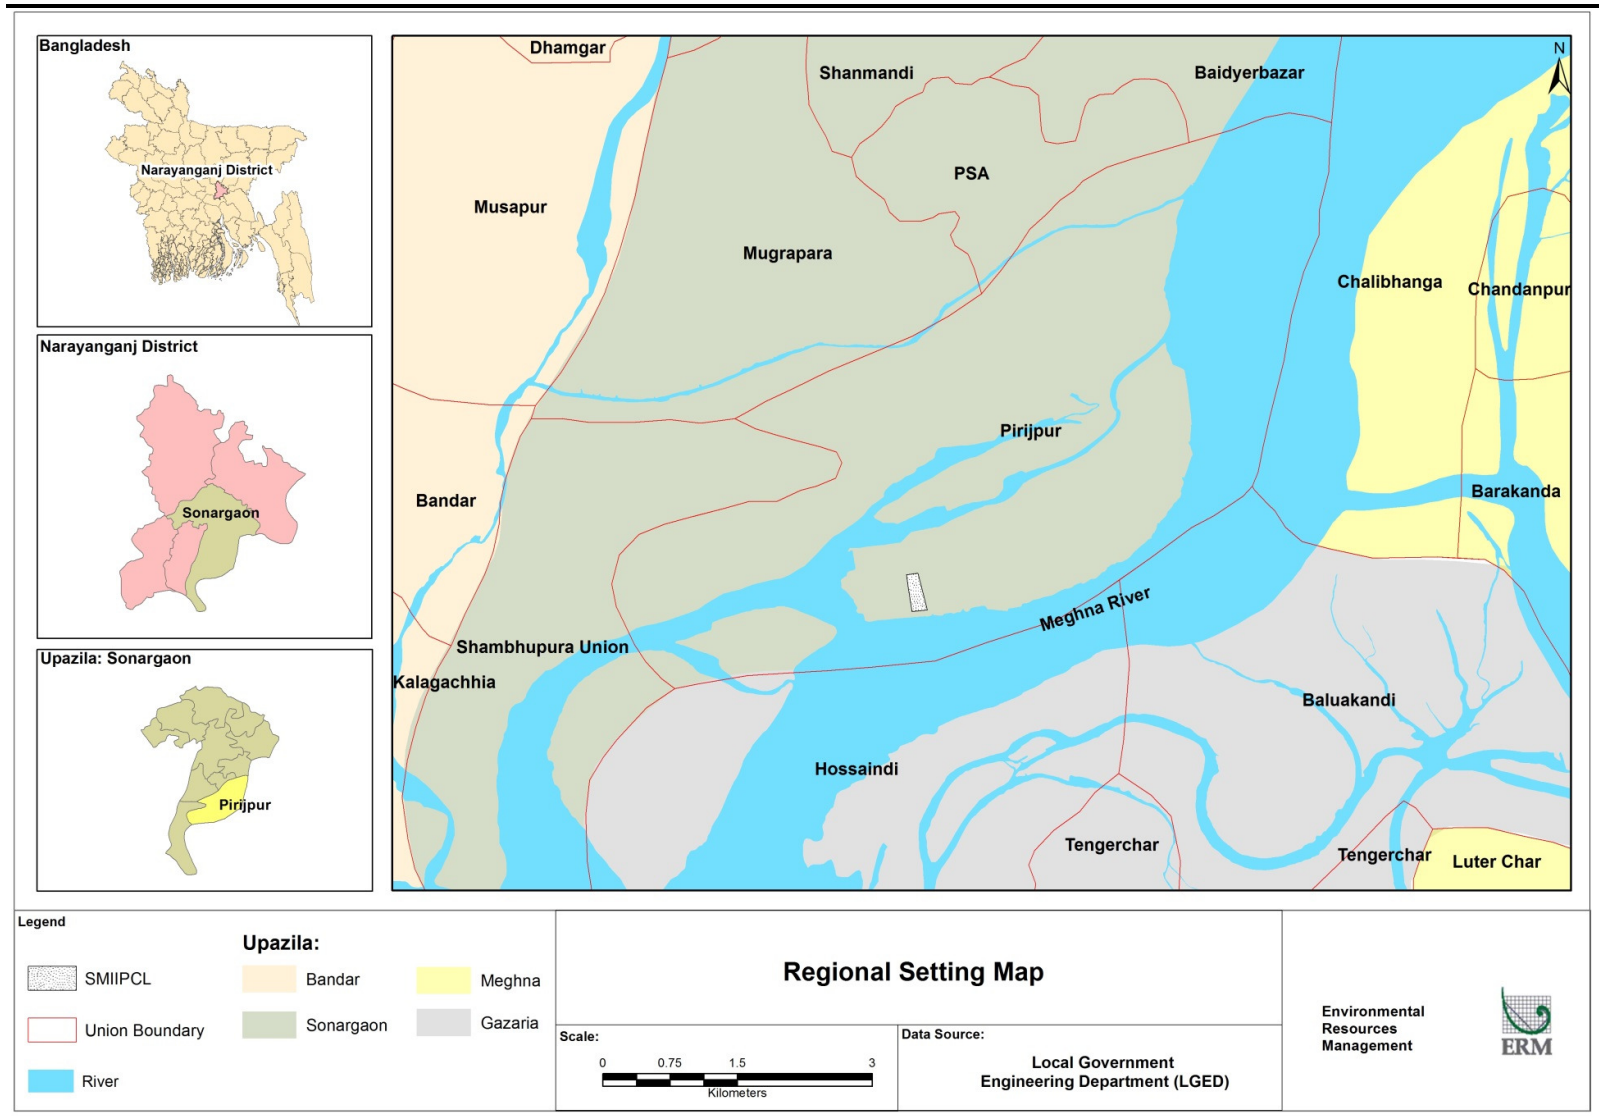 Bangladesh
Narayanganj District
Narayanganj District
Sonargaon
Upazila: Sonargaon
Pirijpur
Dhamgar
Shanmandi
Baidyerbazar
N
PSA
Musapur
Mugrapara
Chalibhanga
Chandanpur
Pirijpur
Bandar
Barakanda
Meghna River
Shambhupura Union
Kalagachhia
Baluakandi
Hossaindi
Tengerchar
Tengerchar
Luter Char
Legend
SMIIPCL
Union Boundary
River
Upazila:
Bandar
Sonargaon
Meghna
Gazaria
Regional Setting Map
Scale:
0 0.75 1.5 3
Kilometers
Data Source:
Local Government
Engineering Department (LGED)
Environmental
Resources
Management
ERM